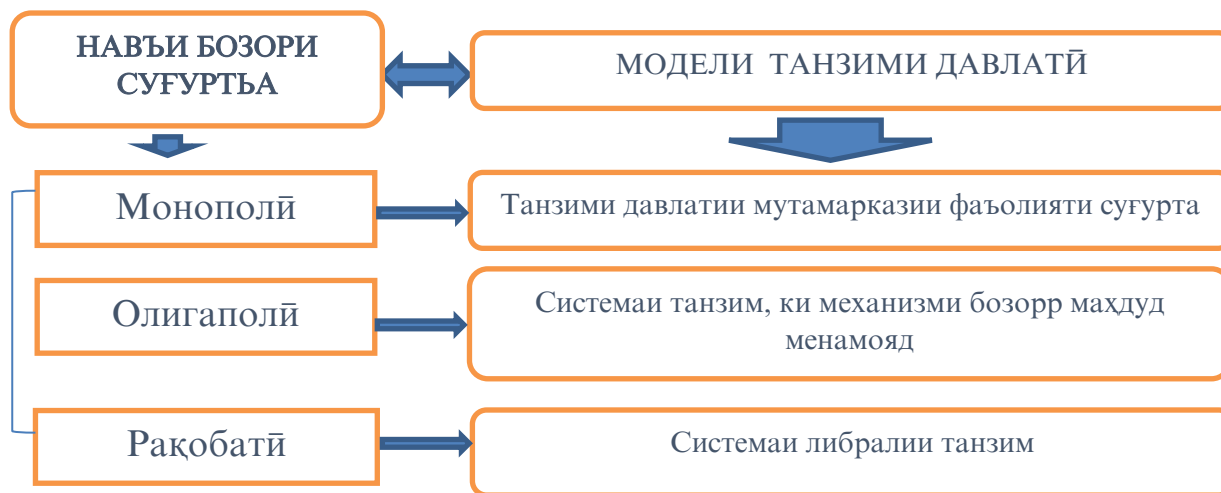 НАВЪИ БОЗОРИ
СУҒУРТЬА
МОДЕЛИ ТАНЗИМИ ДАВЛАТӢ
Монополӣ
Танзими давлатии мутамарказии фаъолияти суғурта
Олигаполӣ
Системаи танзим, ки механизми бозорр маҳдуд
менамояд
Рақобатӣ
Системаи либралии танзим